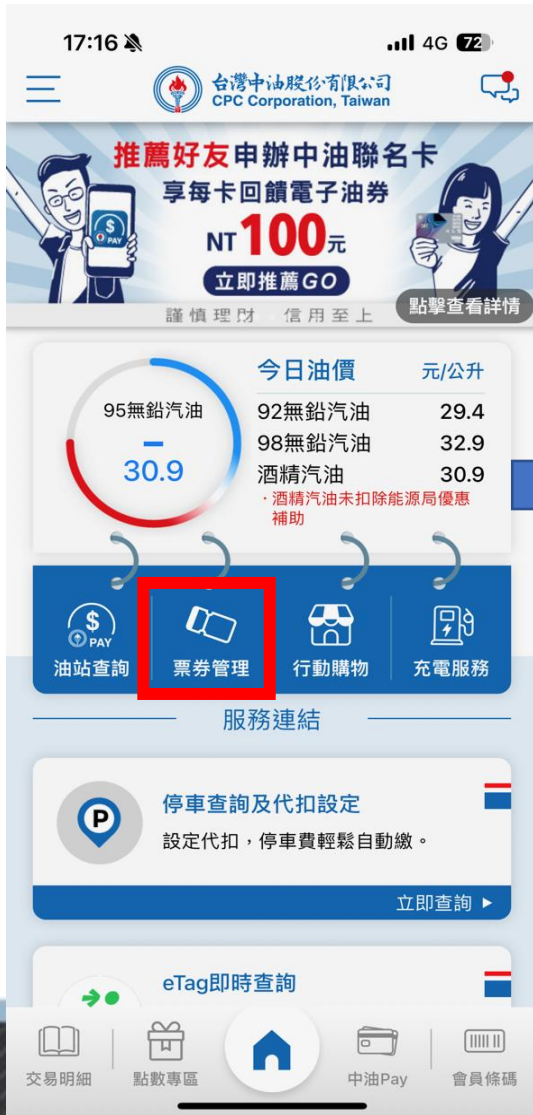 17:16
4G 72
台灣中油股份有限公司
CPC Corporation, Taiwan
推薦好友申辦中油聯名卡
享每卡回饋電子油券
NT100元
立即推薦GO
謹慎理財 信用至上
點擊查看詳情
95無鉛汽油
30.9
今日油價 元/公升
92無鉛汽油 29.4
98無鉛汽油 32.9
酒精汽油 30.9
·酒精汽油未扣除能源局優惠
補助
$
PAY
油站查詢
票券管理
行動購物
充電服務
服務連結
P
停車查詢及代扣設定
設定代扣，停車費輕鬆自動繳。
立即查詢
eTag即時查詢
交易明細
點數專區
中油Pay
會員條碼